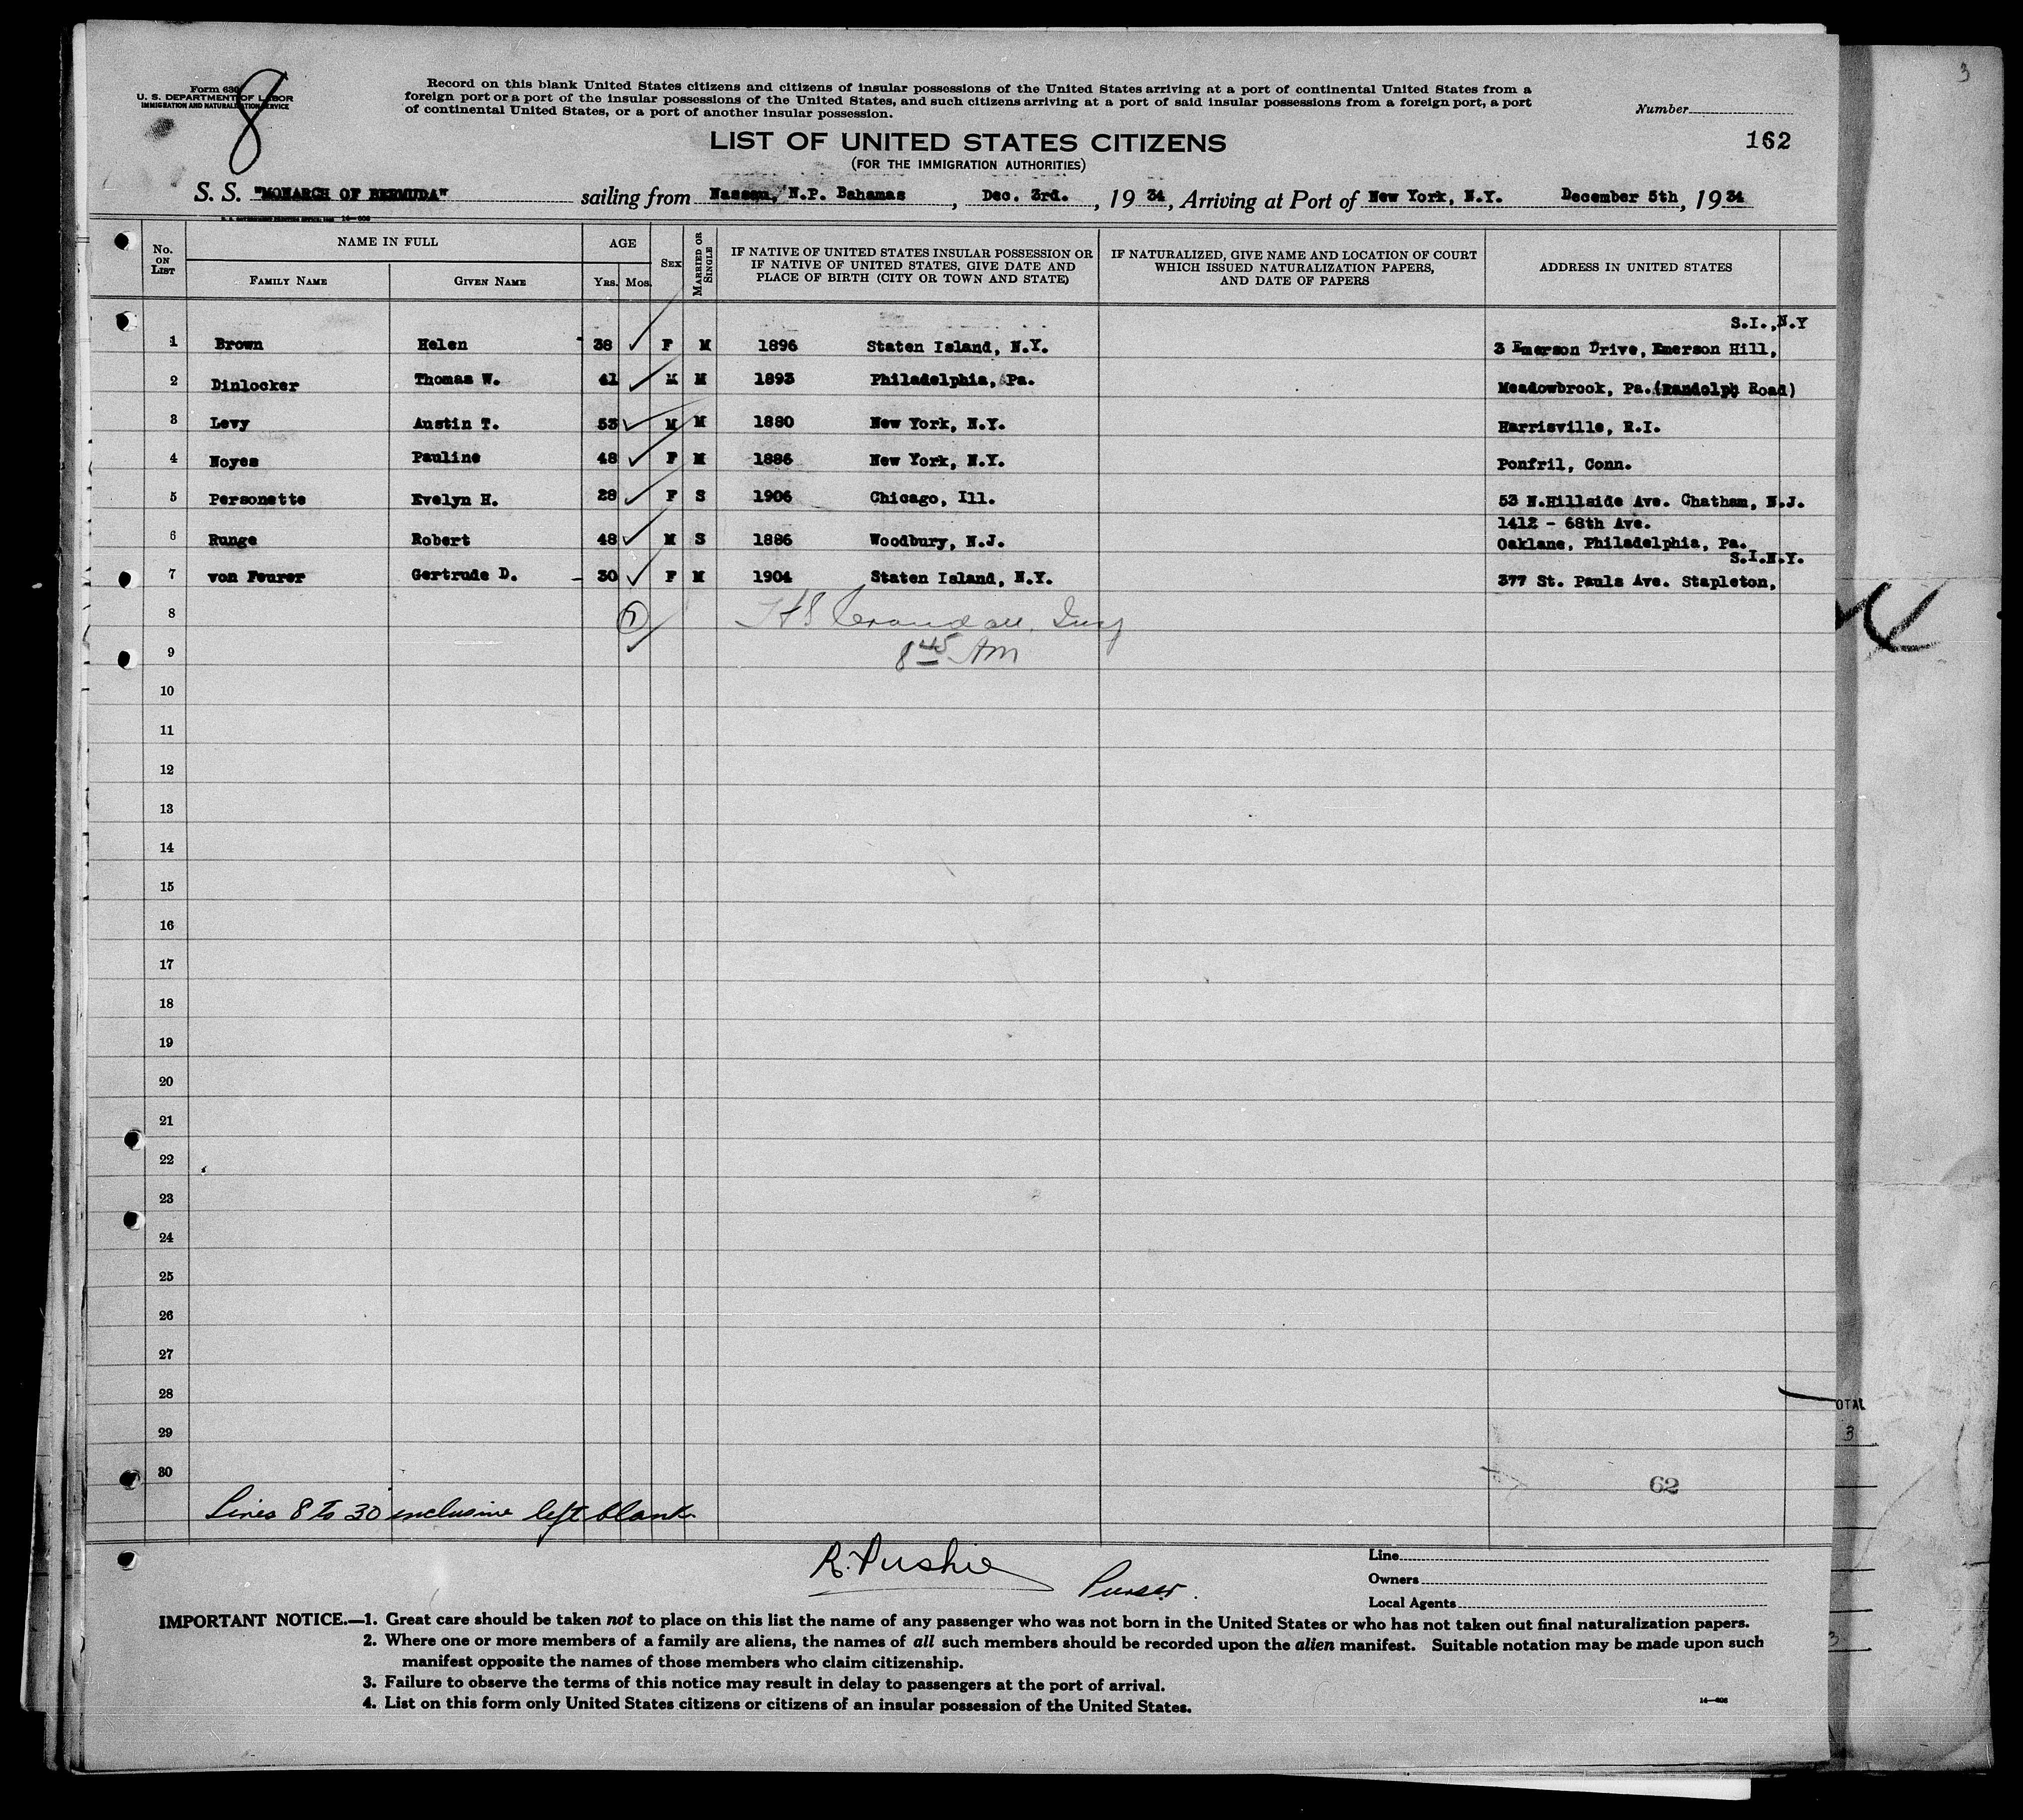 8
Form 630
U. S. DEPARTMENT OF LABOR
IMMIGRATION AND NATURALIZATION SERVICE
Record on this blank United States citizens and citizens of insular possessions of the United States arriving at a port of continental United States from a
foreign port or a port of the insular possessions of the United States, and such citizens arriving at a port of said insular possessions from a foreign port, a port
of continental United States, or a port of another insular possession.
Number
3
162
LIST OF UNITED STATES CITIZENS
(FOR THE IMMIGRATION AUTHORITIES)
S. S. "MONARCH OF BERMUDA" sailing from Nassau, N.P. Bahamas, Dec. 3rd., 1934, Arriving at Port of New York, N.Y. December 5th, 1934
No. ON LIST NAME IN FULL AGE SEX MARRIED OR SINGLE IF NATIVE OF UNITED STATES INSULAR POSSESSION OR IF NATIVE OF UNITED STATES, GIVE DATE AND PLACE OF BIRTH (CITY OR TOWN AND STATE) IF NATURALIZED, GIVE NAME AND LOCATION OF COURT WHICH ISSUED NATURALIZATION PAPERS, AND DATE OF PAPERS ADDRESS IN UNITED STATES
FAMILY NAME GIVEN NAME YRS. MOS.
S.I.,N.Y
1 Brown Helen 38 ✓ F M 1896 Staten Island, N.Y. 3 Emerson Drive, Emerson Hill,
2 Dinlocker Thomas W. 41 ✓ M M 1893 Philadelphia, Pa. Meadowbrook, Pa.(Randolph Road)
3 Levy Austin T. 53 ✓ M M 1880 New York, N.Y. Harrisville, R.I.
4 Noyes Pauline 48 ✓ F M 1886 New York, N.Y. Ponfril, Conn.
5 Personette Evelyn H. 28 ✓ F S 1906 Chicago, Ill. 53 N.Hillside Ave. Chatham, N.J.
1412 - 68th Ave.
6 Runge Robert 48 ✓ M S 1886 Woodbury, N.J. Oaklane, Philadelphia, Pa.
S.I.N.Y.
7 von Feurer Gertrude D. 30 ✓ F M 1904 Staten Island, N.Y. 377 St. Pauls Ave. Stapleton,
8 7 Crandall, Insp
9 8 45 AM
10
11
12
13
14
15
16
17
18
19
20
21
22
23
24
25
26
27
28
OTAL
29
3
30
62
Lines 8 to 30 inclusive left blank
R. Pushie Purser.
Line
Owners
Local Agents
IMPORTANT NOTICE.—1. Great care should be taken not to place on this list the name of any passenger who was not born in the United States or who has not taken out final naturalization papers.
2. Where one or more members of a family are aliens, the names of all such members should be recorded upon the alien manifest. Suitable notation may be made upon such
manifest opposite the names of those members who claim citizenship.
3. Failure to observe the terms of this notice may result in delay to passengers at the port of arrival.
4. List on this form only United States citizens or citizens of an insular possession of the United States.